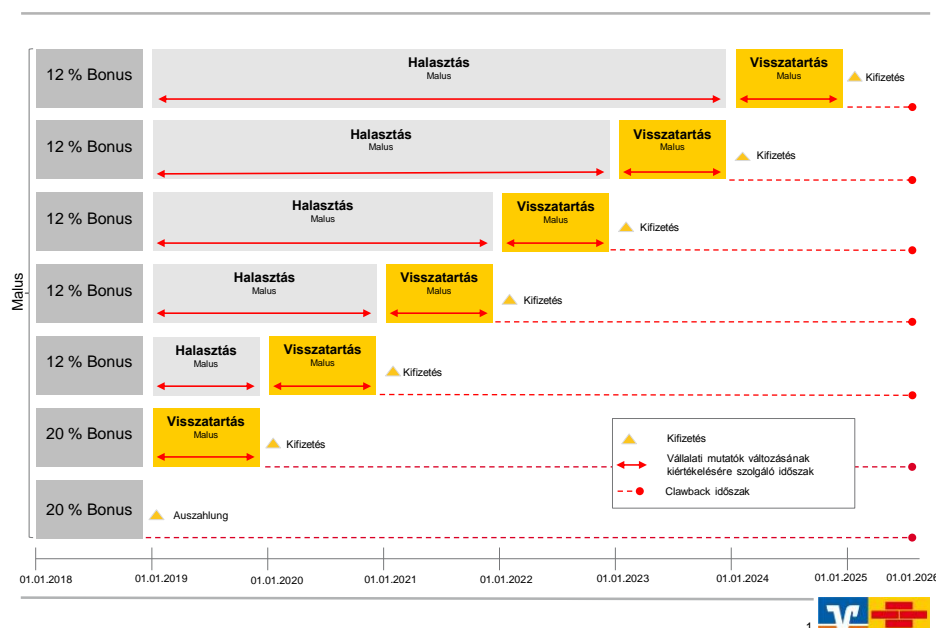 12 % Bonus
Halasztás
Malus
Visszatartás
Malus
Kifizetés
12 % Bonus
Halasztás
Malus
Visszatartás
Malus
Kifizetés
12 % Bonus
Halasztás
Malus
Visszatartás
Malus
Kifizetés
Malus
12 % Bonus
Halasztás
Malus
Visszatartás
Malus
Kifizetés
12 % Bonus
Halasztás
Malus
Visszatartás
Malus
Kifizetés
20 % Bonus
Visszatartás
Malus
Kifizetés
Kifizetés
Vállalati mutatók változásának
kiértékelésére szolgáló időszak
Clawback időszak
20 % Bonus
Auszahlung
01.01.2018 01.01.2019 01.01.2020 01.01.2021 01.01.2022 01.01.2023 01.01.2024 01.01.2025 01.01.2026
1